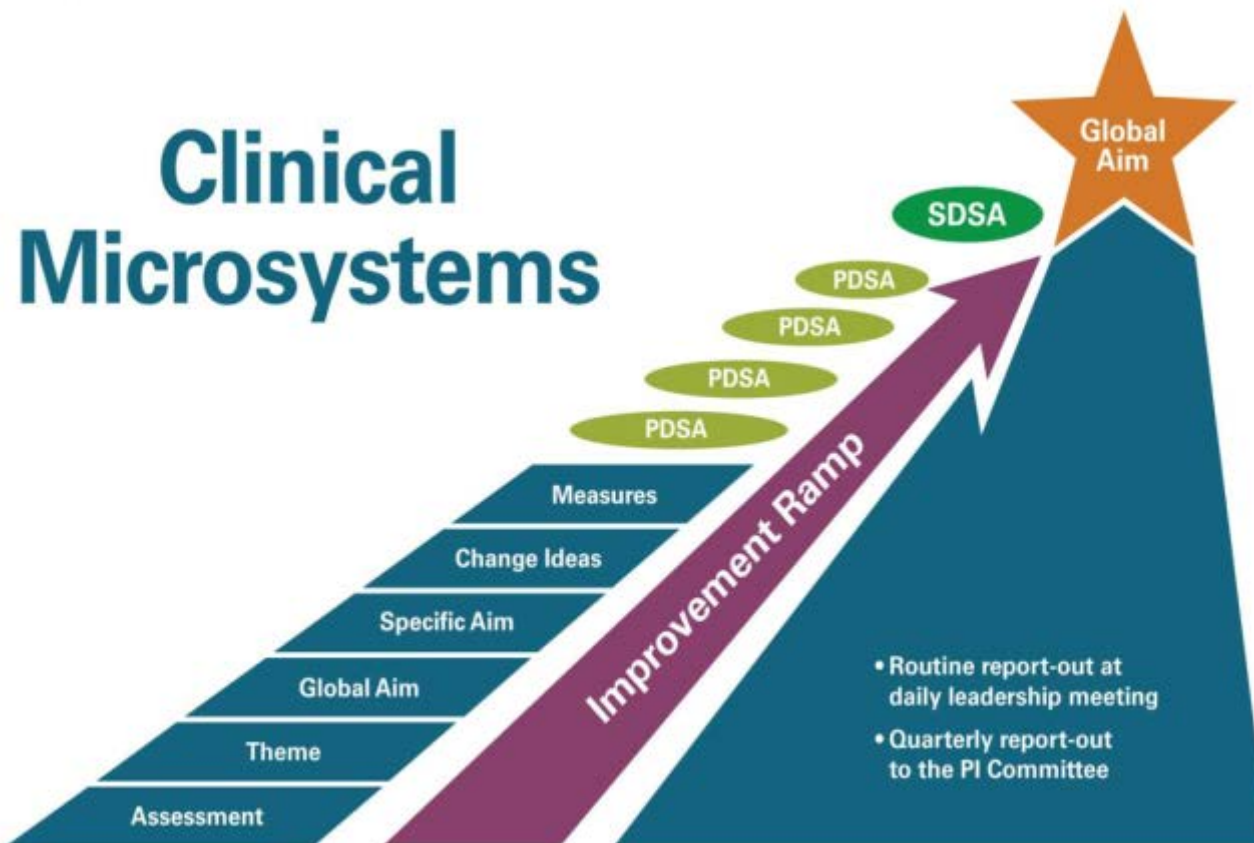 Clinical
Microsystems
Global
Aim
SDSA
PDSA
PDSA
PDSA
PDSA
Measures
Change Ideas
Specific Aim
Global Aim
Theme
Assessment
Improvement Ramp
• Routine report-out at
daily leadership meeting
• Quarterly report-out
to the PI Committee